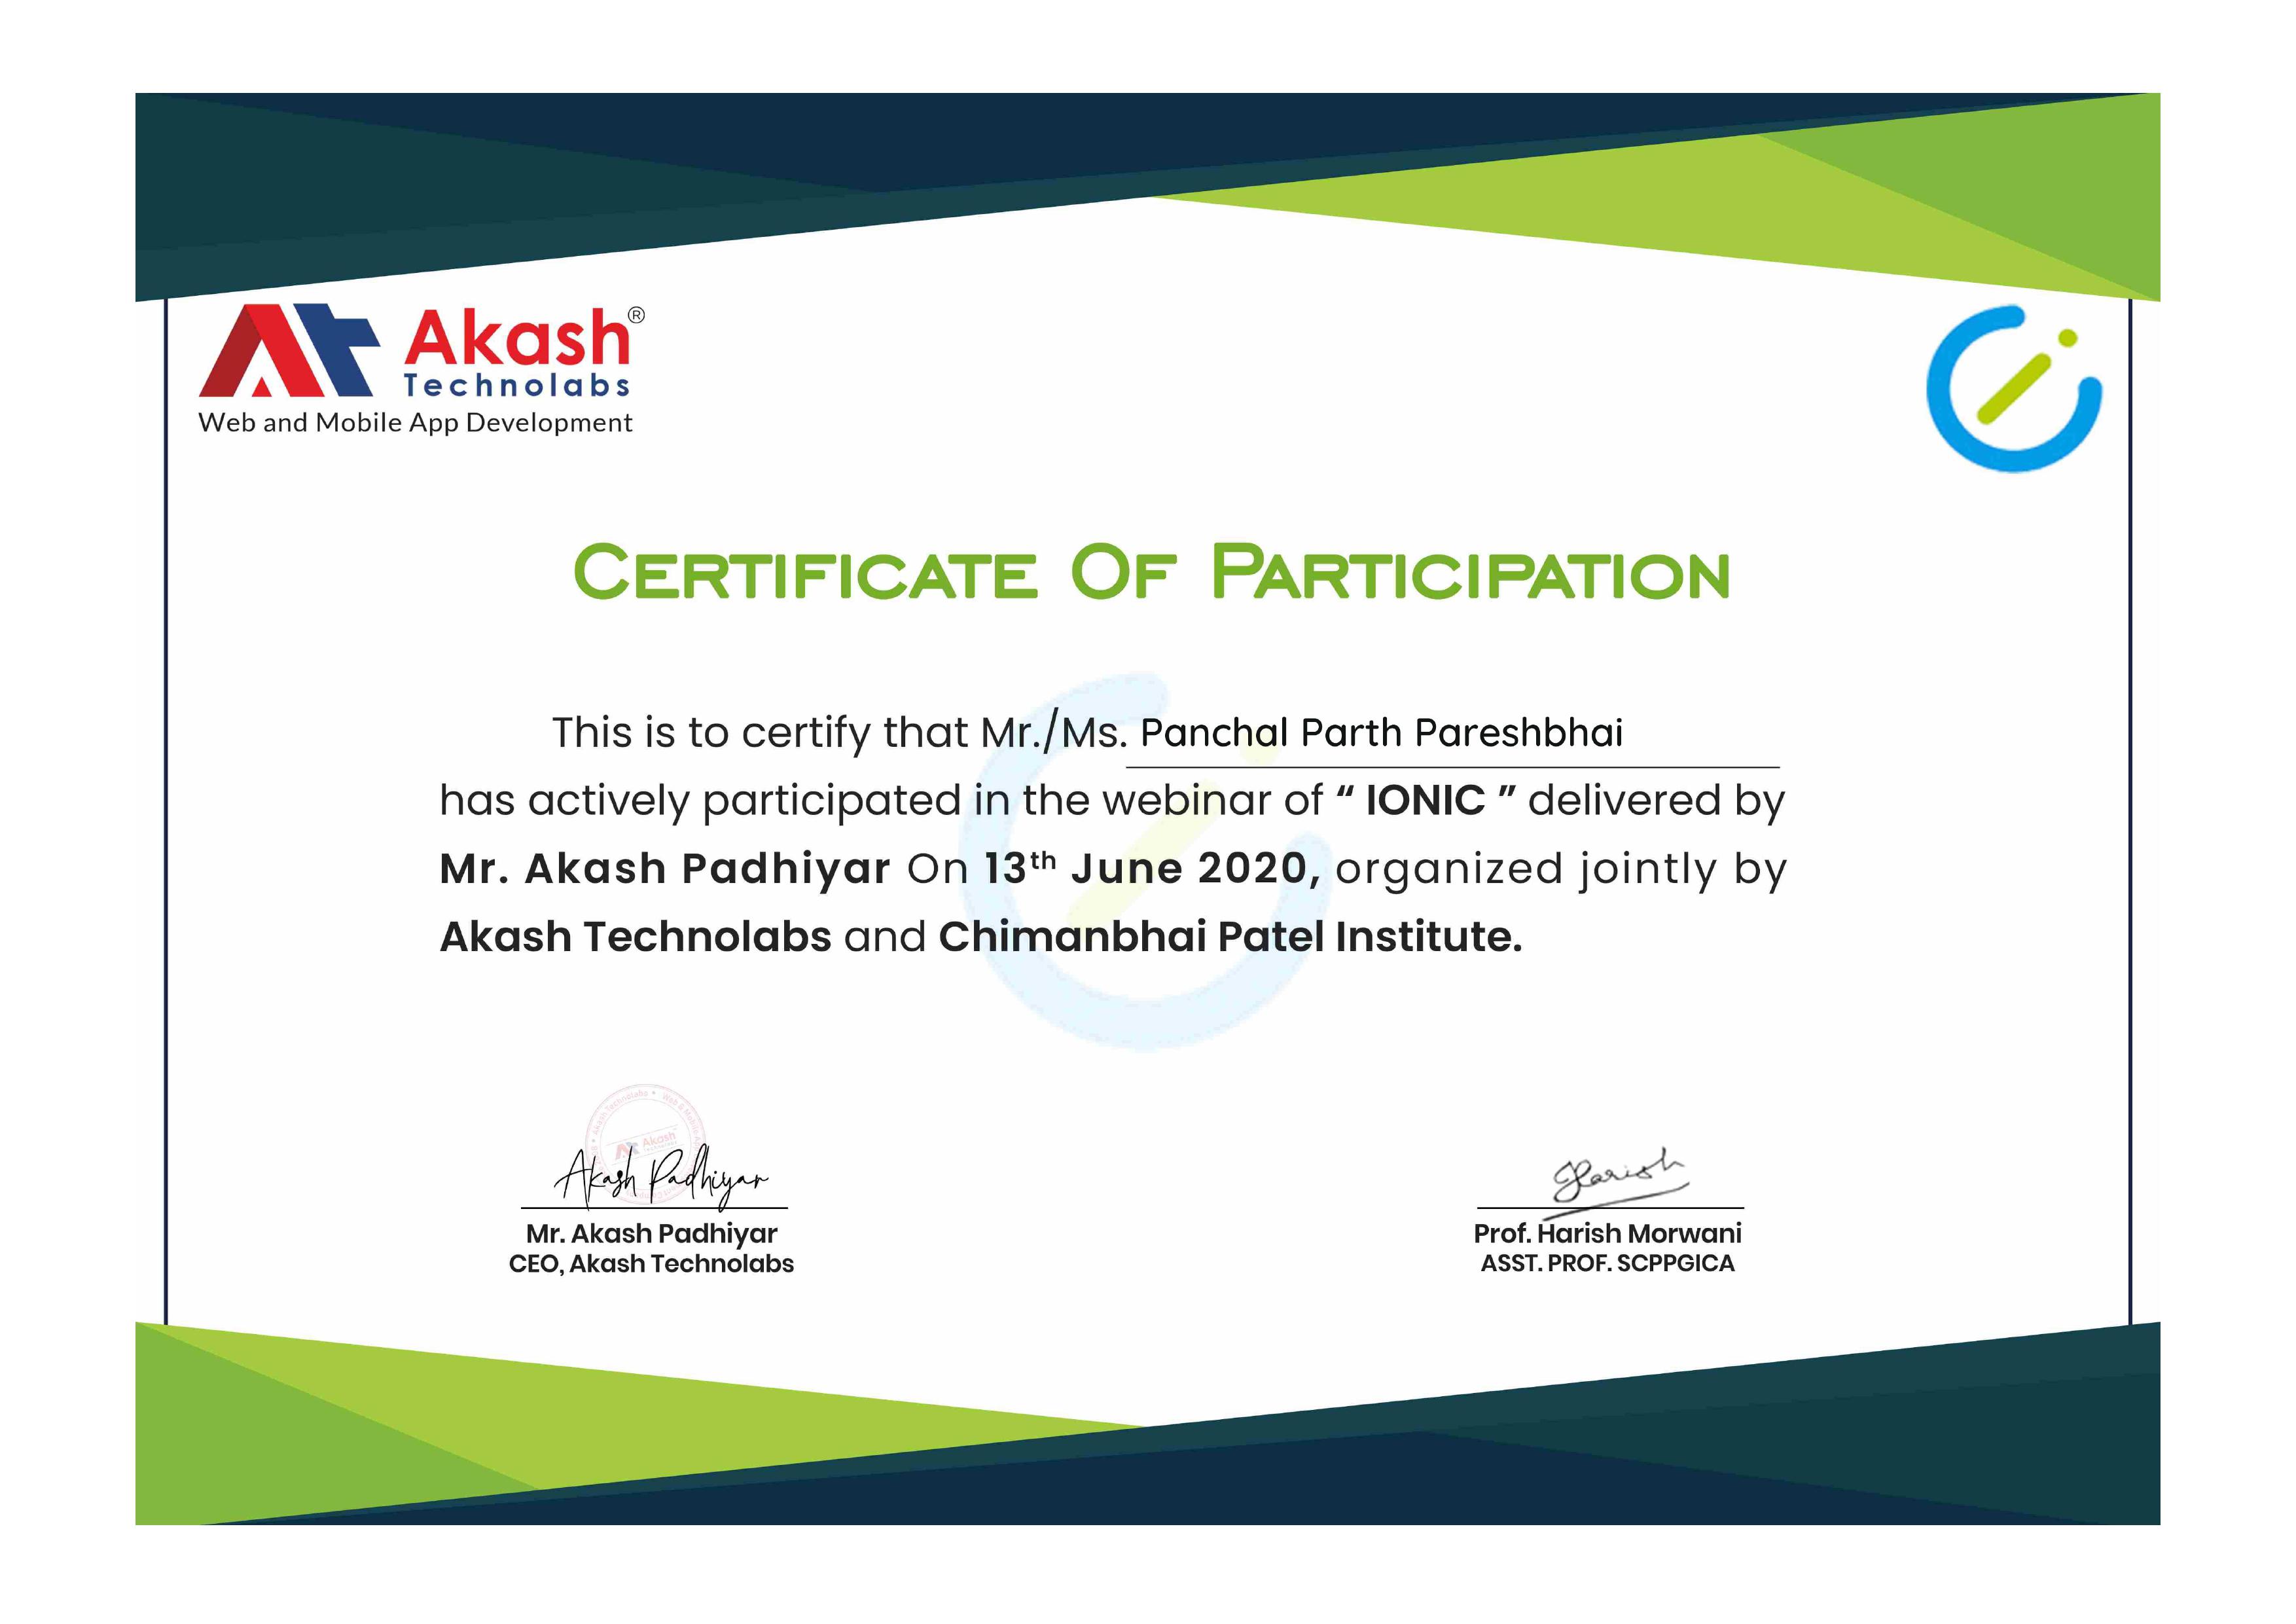 Akash®
Technolabs
Web and Mobile App Development
CERTIFICATE OF PARTICIPATION
This is to certify that Mr./Ms. Panchal Parth Pareshbhai
has actively participated in the webinar of “ IONIC ” delivered by
Mr. Akash Padhiyar On 13th June 2020, organized jointly by
Akash Technolabs and Chimanbhai Patel Institute.
Akash Padhiyar
Harish
Mr. Akash Padhiyar
CEO, Akash Technolabs
Prof. Harish Morwani
ASST. PROF. SCPPGICA